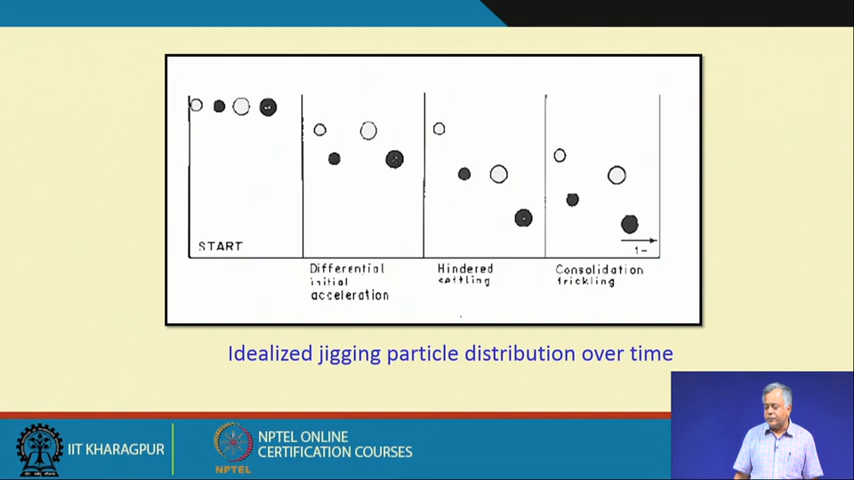 START
Differential
initial
acceleration
Hindered
settling
Consolidation
trickling
t-
Idealized jigging particle distribution over time
IIT KHARAGPUR
NPTEL
NPTEL ONLINE
CERTIFICATION COURSES